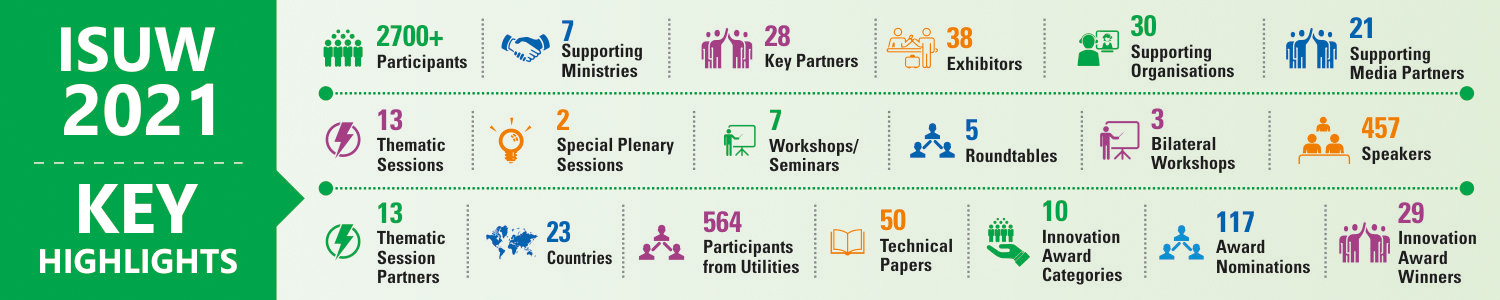 ISUW
2021
KEY
HIGHLIGHTS
2700+
Participants
7
Supporting
Ministries
28
Key Partners
38
Exhibitors
30
Supporting
Organisations
21
Supporting
Media Partners
13
Thematic
Sessions
2
Special Plenary
Sessions
7
Workshops/
Seminars
5
Roundtables
3
Bilateral
Workshops
457
Speakers
13
Thematic
Session
Partners
23
Countries
564
Participants
from Utilities
50
Technical
Papers
10
Innovation
Award
Categories
117
Award
Nominations
29
Innovation
Award
Winners